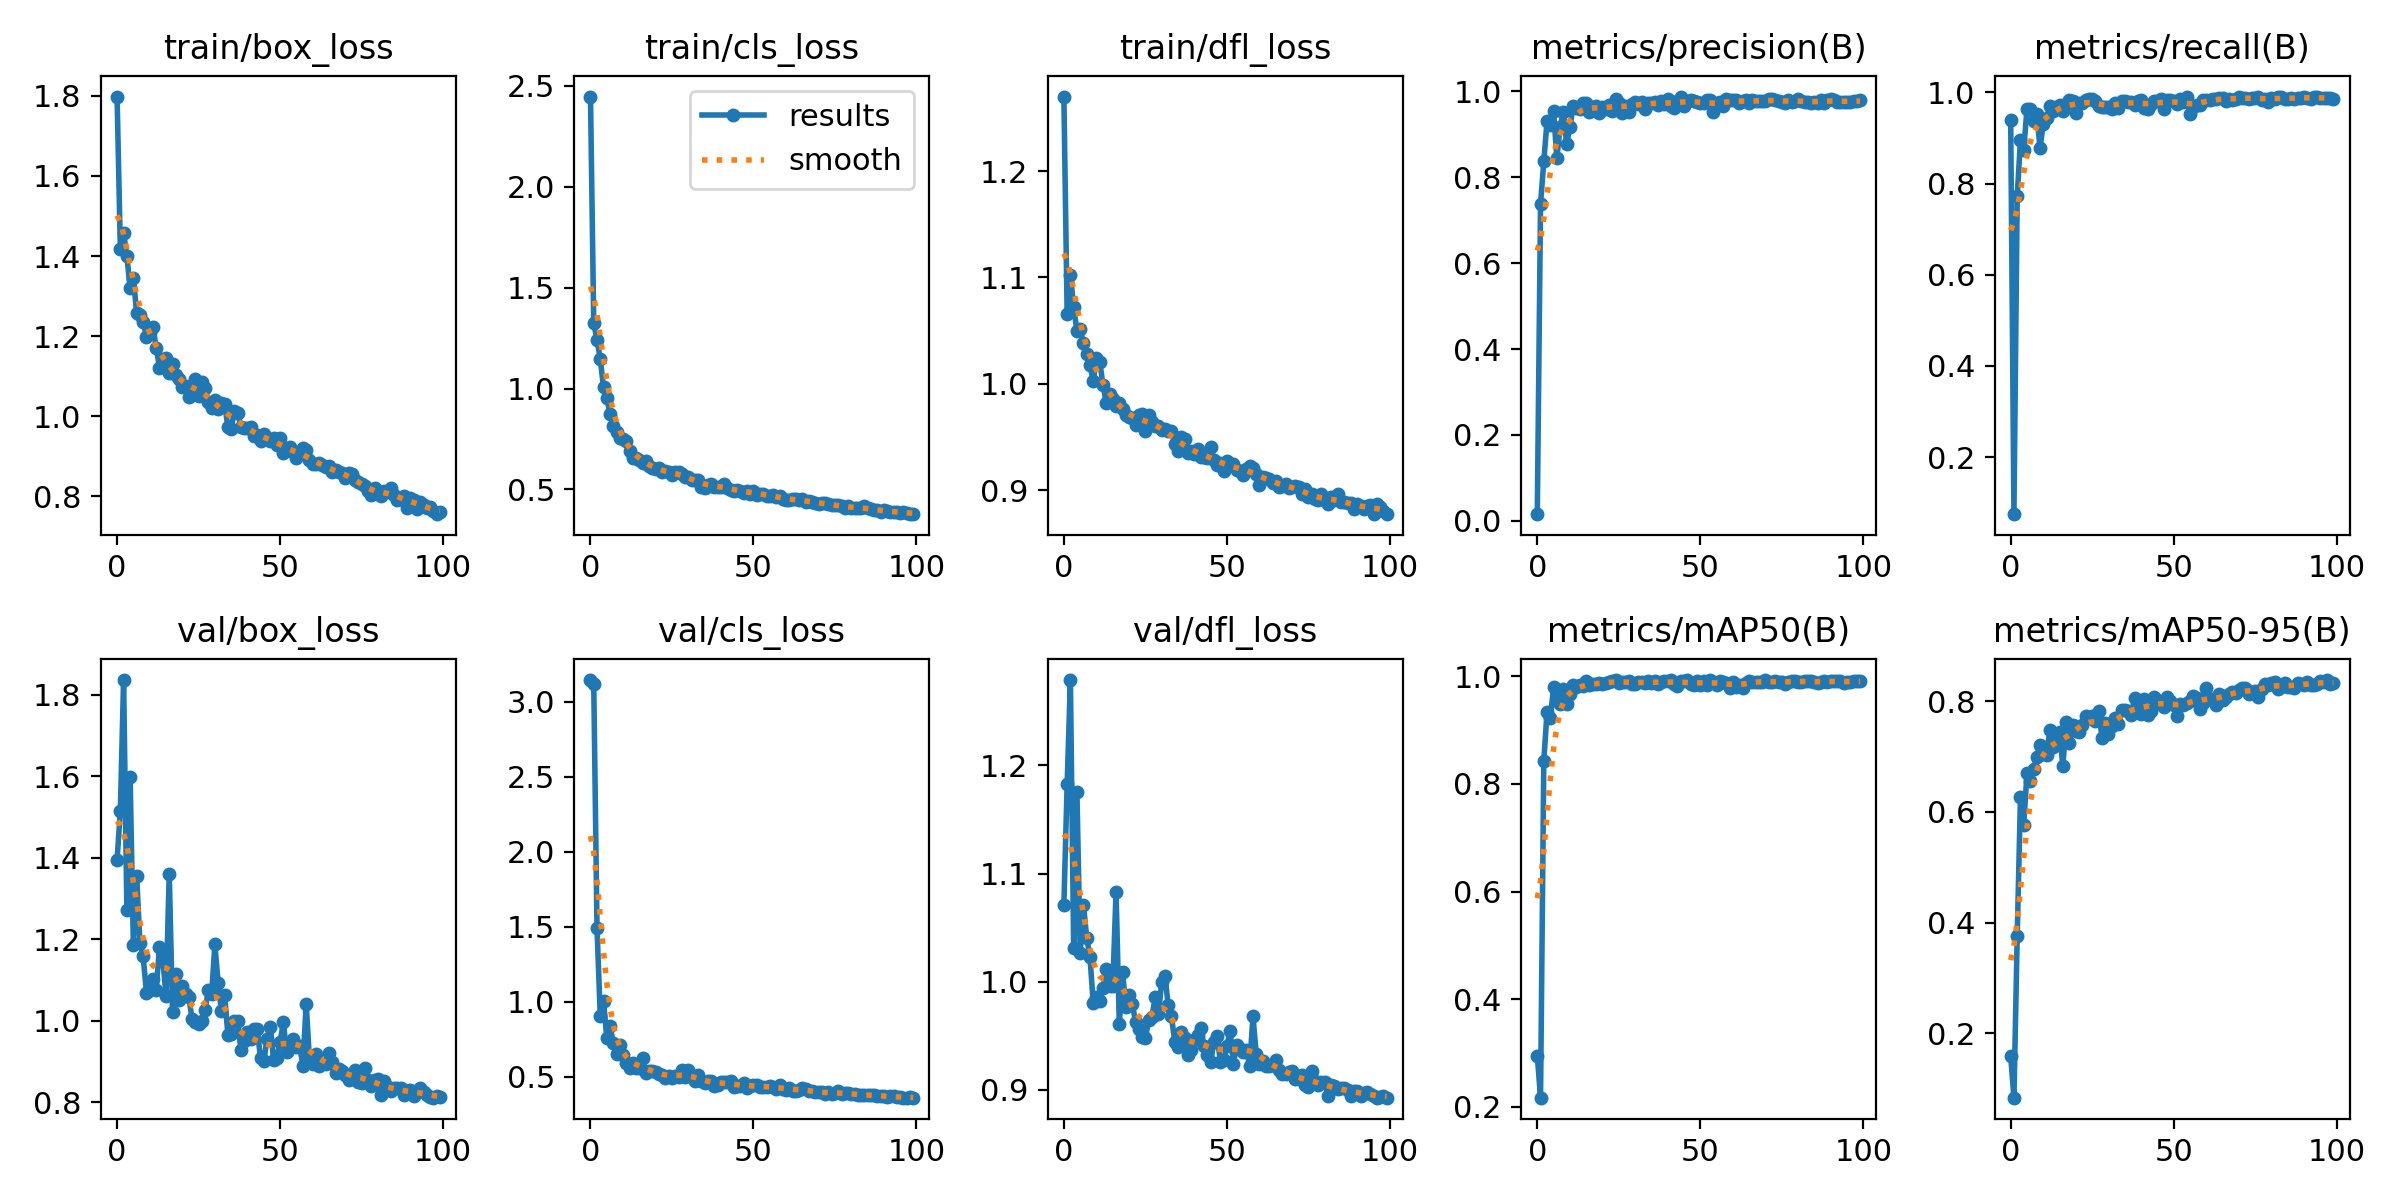 train/box_loss
1.8
1.6
1.4
1.2
1.0
0.8
0 50 100
train/cls_loss
results
smooth
2.5
2.0
1.5
1.0
0.5
0 50 100
train/dfl_loss
1.2
1.1
1.0
0.9
0 50 100
metrics/precision(B)
1.0
0.8
0.6
0.4
0.2
0.0
0 50 100
metrics/recall(B)
1.0
0.8
0.6
0.4
0.2
0 50 100
val/box_loss
1.8
1.6
1.4
1.2
1.0
0.8
0 50 100
val/cls_loss
3.0
2.5
2.0
1.5
1.0
0.5
0 50 100
val/dfl_loss
1.2
1.1
1.0
0.9
0 50 100
metrics/mAP50(B)
1.0
0.8
0.6
0.4
0.2
0 50 100
metrics/mAP50-95(B)
0.8
0.6
0.4
0.2
0 50 100